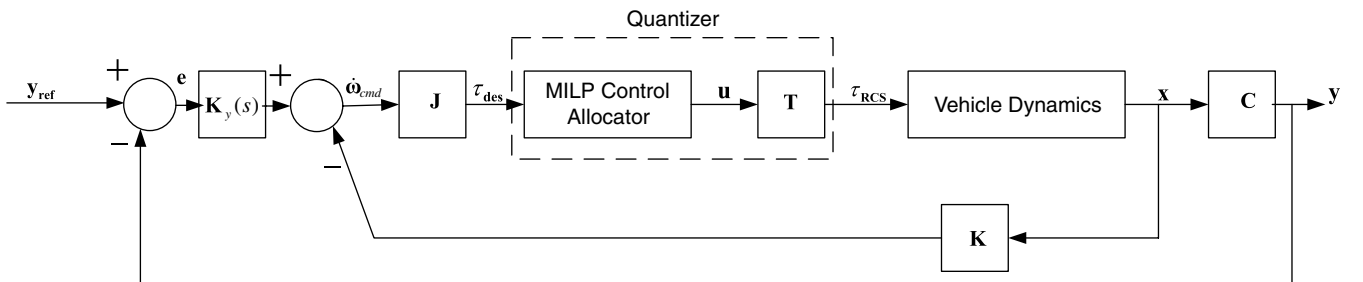 Quantizer
+
y_ref
−
e
K_y(s)
+
−
ω̇_cmd
J
τ_des
MILP Control
Allocator
u
T
τ_RCS
Vehicle Dynamics
x
C
y
K